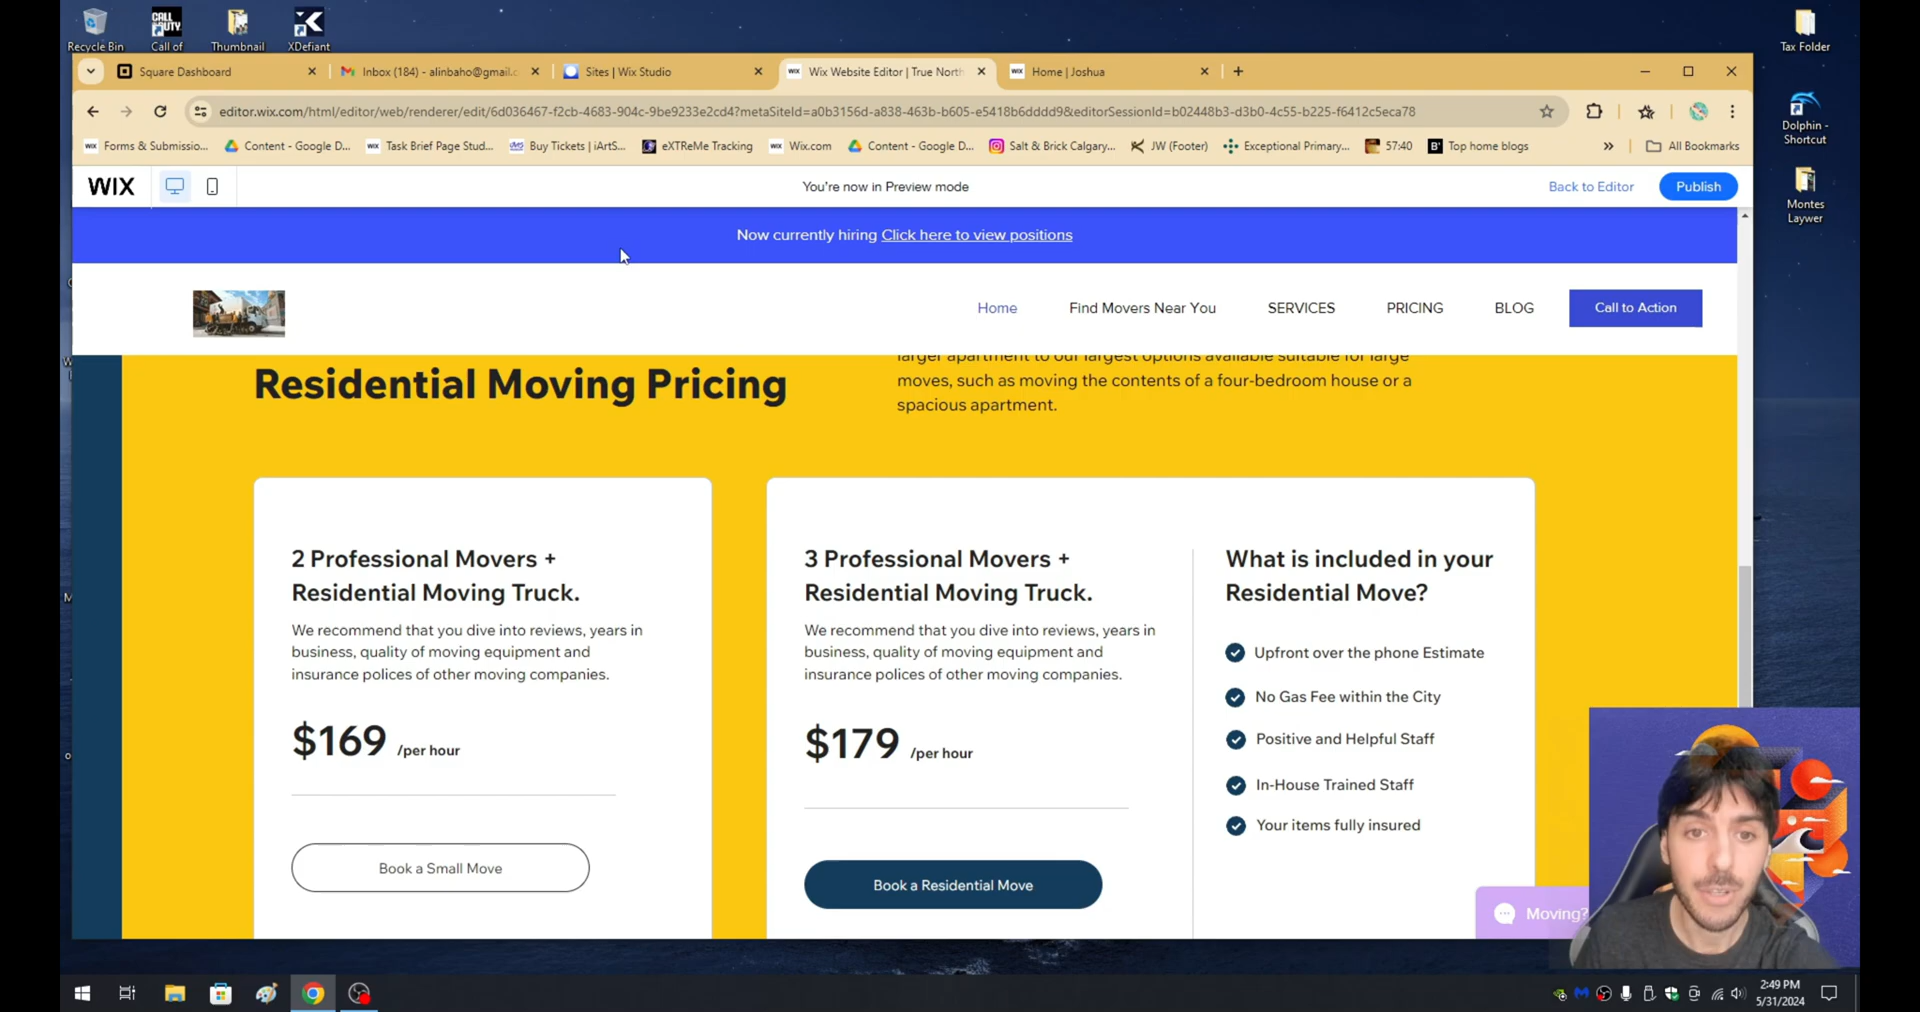 Recycle Bin
CALL OF DUTY
Call of
Thumbnail
XDefiant
Tax Folder
Dolphin - Shortcut
Montes Laywer
Square Dashboard
Inbox (184) - alinbaho@gmail.c
Sites | Wix Studio
WIX Wix Website Editor | True North
WIX Home | Joshua
editor.wix.com/html/editor/web/renderer/edit/6d036467-f2cb-4683-904c-9be9233e2cd4?metaSiteId=a0b3156d-a838-463b-b605-e5418b6dddd9&editorSessionId=b02448b3-d3b0-4c55-b225-f6412c5eca78
WIX Forms & Submissio...
Content - Google D...
WIX Task Brief Page Stud...
Buy Tickets | iArtS...
eXTReMe Tracking
WIX Wix.com
Content - Google D...
Salt & Brick Calgary...
JW (Footer)
Exceptional Primary...
57:40
Top home blogs
All Bookmarks
WIX
You're now in Preview mode
Back to Editor
Publish
Now currently hiring Click here to view positions
Home
Find Movers Near You
SERVICES
PRICING
BLOG
Call to Action
Residential Moving Pricing
larger apartment to our largest options available suitable for large
moves, such as moving the contents of a four-bedroom house or a
spacious apartment.
2 Professional Movers +
Residential Moving Truck.
We recommend that you dive into reviews, years in
business, quality of moving equipment and
insurance polices of other moving companies.
$169 /per hour
Book a Small Move
3 Professional Movers +
Residential Moving Truck.
We recommend that you dive into reviews, years in
business, quality of moving equipment and
insurance polices of other moving companies.
$179 /per hour
Book a Residential Move
What is included in your
Residential Move?
Upfront over the phone Estimate
No Gas Fee within the City
Positive and Helpful Staff
In-House Trained Staff
Your items fully insured
Moving?
2:49 PM
5/31/2024